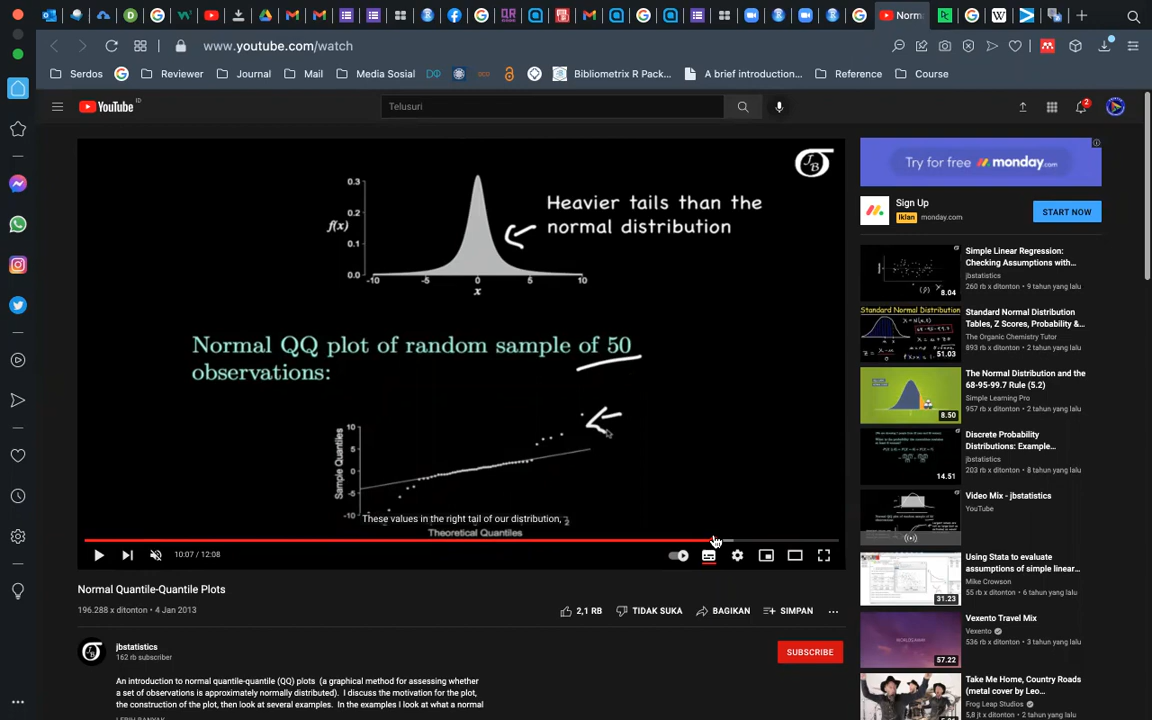 www.youtube.com/watch
Serdos
Reviewer
Journal
Mail
Media Sosial
Bibliometrix R Pack...
A brief introduction...
Reference
Course
YouTube ID
Telusuri
2
JB
Heavier tails than the
normal distribution
f(x)
0.3
0.2
0.1
0.0
-10 -5 0 5 10
x
Normal QQ plot of random sample of 50
observations:
Sample Quantiles
10
5
0
-5
-10
These values in the right tail of our distribution,
2
Theoretical Quantiles
10:07 / 12:08
Normal Quantile-Quantile Plots
196.288 x ditonton • 4 Jan 2013
2,1 RB
TIDAK SUKA
BAGIKAN
SIMPAN
jbstatistics
162 rb subscriber
SUBSCRIBE
An introduction to normal quantile-quantile (QQ) plots (a graphical method for assessing whether
a set of observations is approximately normally distributed). I discuss the motivation for the plot,
the construction of the plot, then look at several examples. In the examples I look at what a normal
Try for free monday.com
Sign Up
Iklan monday.com
START NOW
Simple Linear Regression:
Checking Assumptions with...
jbstatistics
260 rb x ditonton • 9 tahun yang lalu
8.04
Standard Normal Distribution
Standard Normal Distribution
Tables, Z Scores, Probability &...
The Organic Chemistry Tutor
893 rb x ditonton • 2 tahun yang lalu
51.03
The Normal Distribution and the
68-95-99.7 Rule (5.2)
Simple Learning Pro
957 rb x ditonton • 2 tahun yang lalu
8.50
Discrete Probability
Distributions: Example...
jbstatistics
203 rb x ditonton • 8 tahun yang lalu
14.51
Video Mix - jbstatistics
YouTube
Using Stata to evaluate
assumptions of simple linear...
Mike Crowson
55 rb x ditonton • 6 tahun yang lalu
31.23
Vexento Travel Mix
Vexento
536 rb x ditonton • 3 tahun yang lalu
57.22
Take Me Home, Country Roads
(metal cover by Leo...
Frog Leap Studios
5,8 jt x ditonton • 2 tahun yang lalu